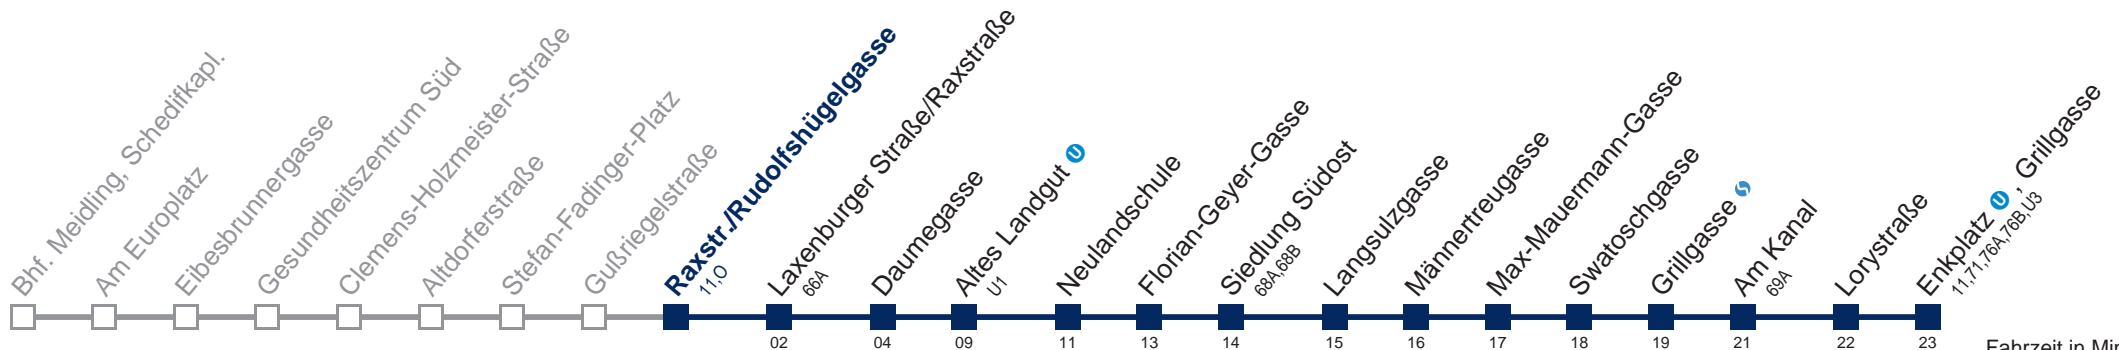 Bhf. Meidling, Schedifkapl.
Am Europlatz
Eibesbrunnergasse
Gesundheitszentrum Süd
Clemens-Holzmeister-Straße
Altdorferstraße
Stefan-Fadinger-Platz
Gußriegelstraße
Raxstr./Rudolfshügelgasse
11,O
Laxenburger Straße/Raxstraße
66A
Daumegasse
Altes Landgut U
U1
Neulandschule
Florian-Geyer-Gasse
Siedlung Südost
68A,68B
Langsulzgasse
Männertreugasse
Max-Mauermann-Gasse
Swatoschgasse
Grillgasse S
Am Kanal
69A
Lorystraße
Enkplatz U , Grillgasse
11,71,76A,76B,U3
02 04 09 11 13 14 15 16 17 18 19 21 22 23
Fahrzeit in